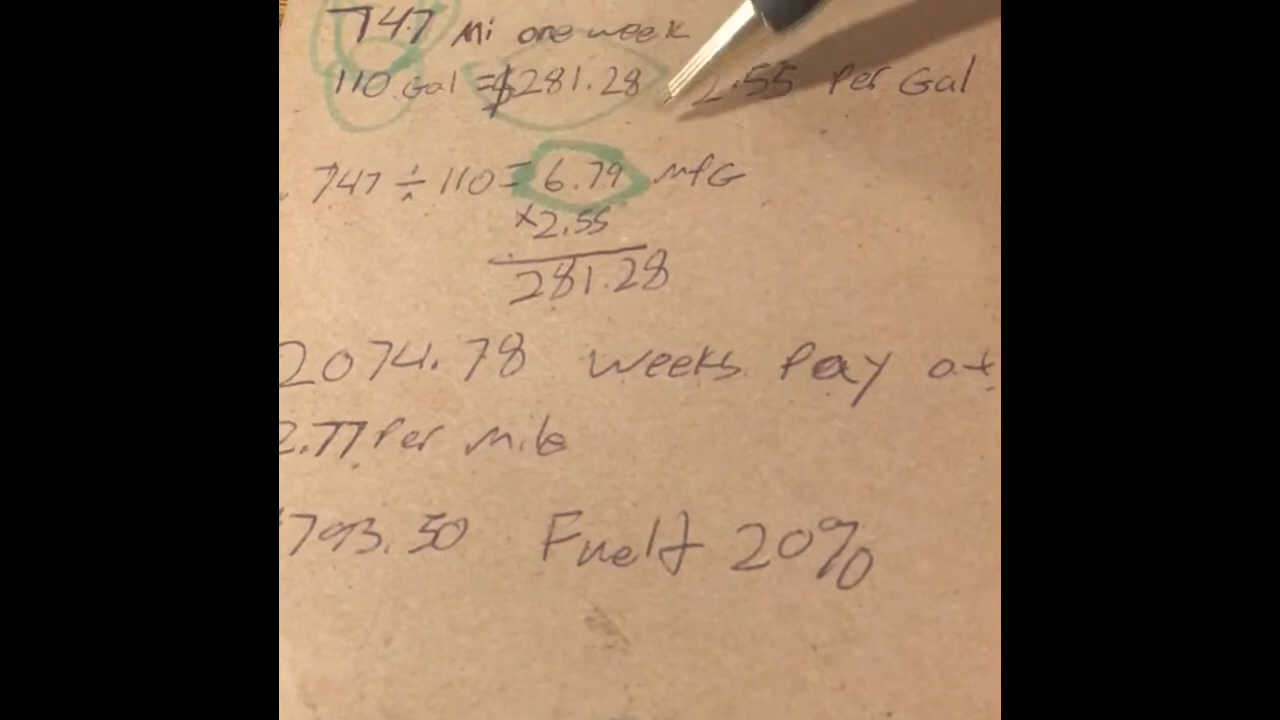 747 Mi one week
110 Gal = $281.28 2.55 Per Gal
747 ÷ 110 = 6.79 MPG
x2.55
281.28
2074.78 weeks Pay at
2.77 Per Mile
793.50 Fuel 20%